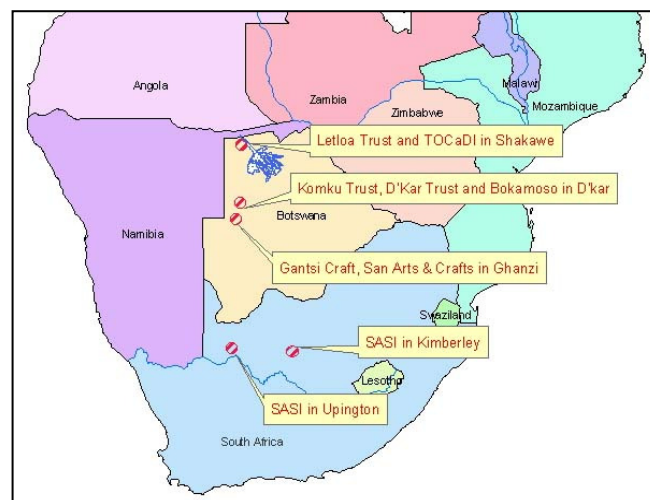 Angola
Zambia
Malawi
Mozambique
Zimbabwe
Letloa Trust and TOCaDI in Shakawe
Komku Trust, D'Kar Trust and Bokamoso in D'kar
Botswana
Namibia
Gantsi Craft, San Arts & Crafts in Ghanzi
Swaziland
SASI in Kimberley
Lesotho
SASI in Upington
South Africa